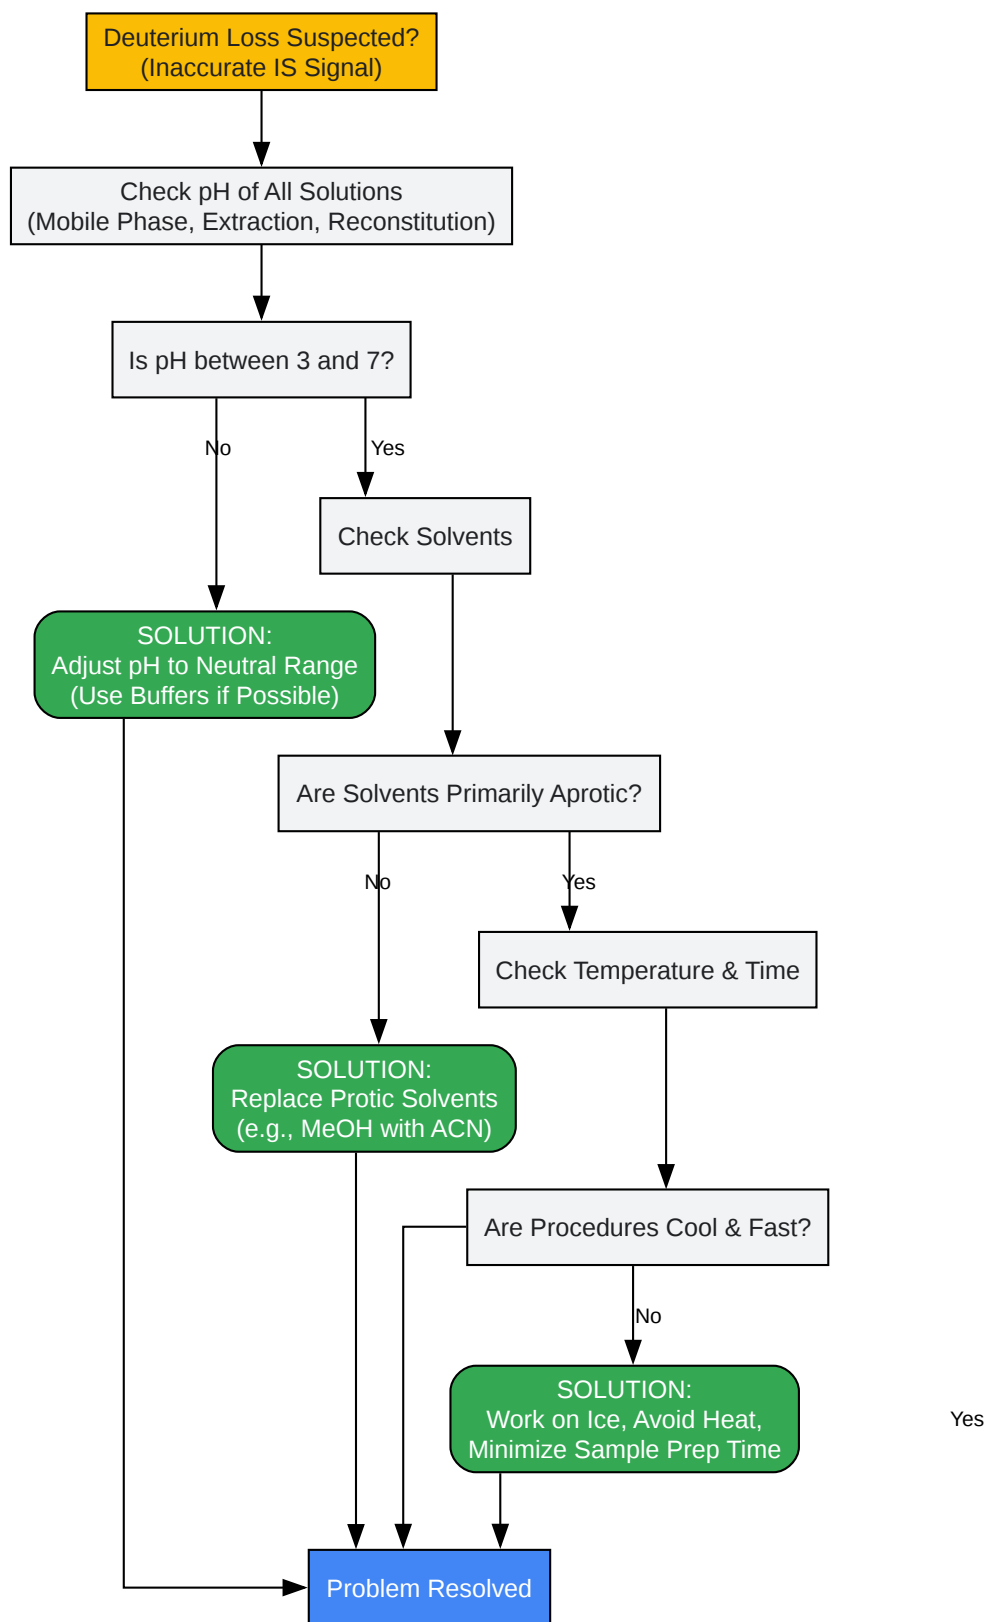 Deuterium Loss Suspected?
(Inaccurate IS Signal)
Check pH of All Solutions
(Mobile Phase, Extraction, Reconstitution)
Is pH between 3 and 7?
No
Yes
Check Solvents
SOLUTION:
Adjust pH to Neutral Range
(Use Buffers if Possible)
Are Solvents Primarily Aprotic?
No
Yes
Check Temperature & Time
SOLUTION:
Replace Protic Solvents
(e.g., MeOH with ACN)
Are Procedures Cool & Fast?
No
SOLUTION:
Work on Ice, Avoid Heat,
Minimize Sample Prep Time
Yes
Problem Resolved